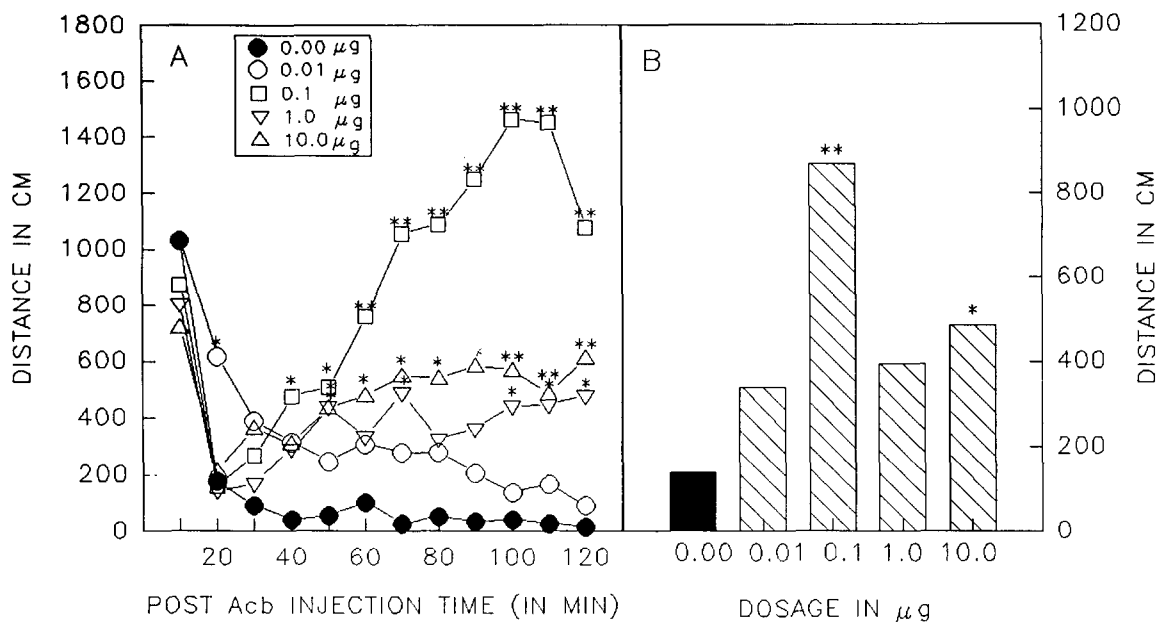 A
0.00 µg
0.01 µg
0.1 µg
1.0 µg
10.0 µg
1800
1600
1400
1200
1000
800
600
400
200
0
DISTANCE IN CM
20 40 60 80 100 120
POST Acb INJECTION TIME (IN MIN)
* * * * * ** ** ** ** ** ** **
* * * * ** ** ** * * *
B
** *
1200
1000
800
600
400
200
0
DISTANCE IN CM
0.00 0.01 0.1 1.0 10.0
DOSAGE IN µg